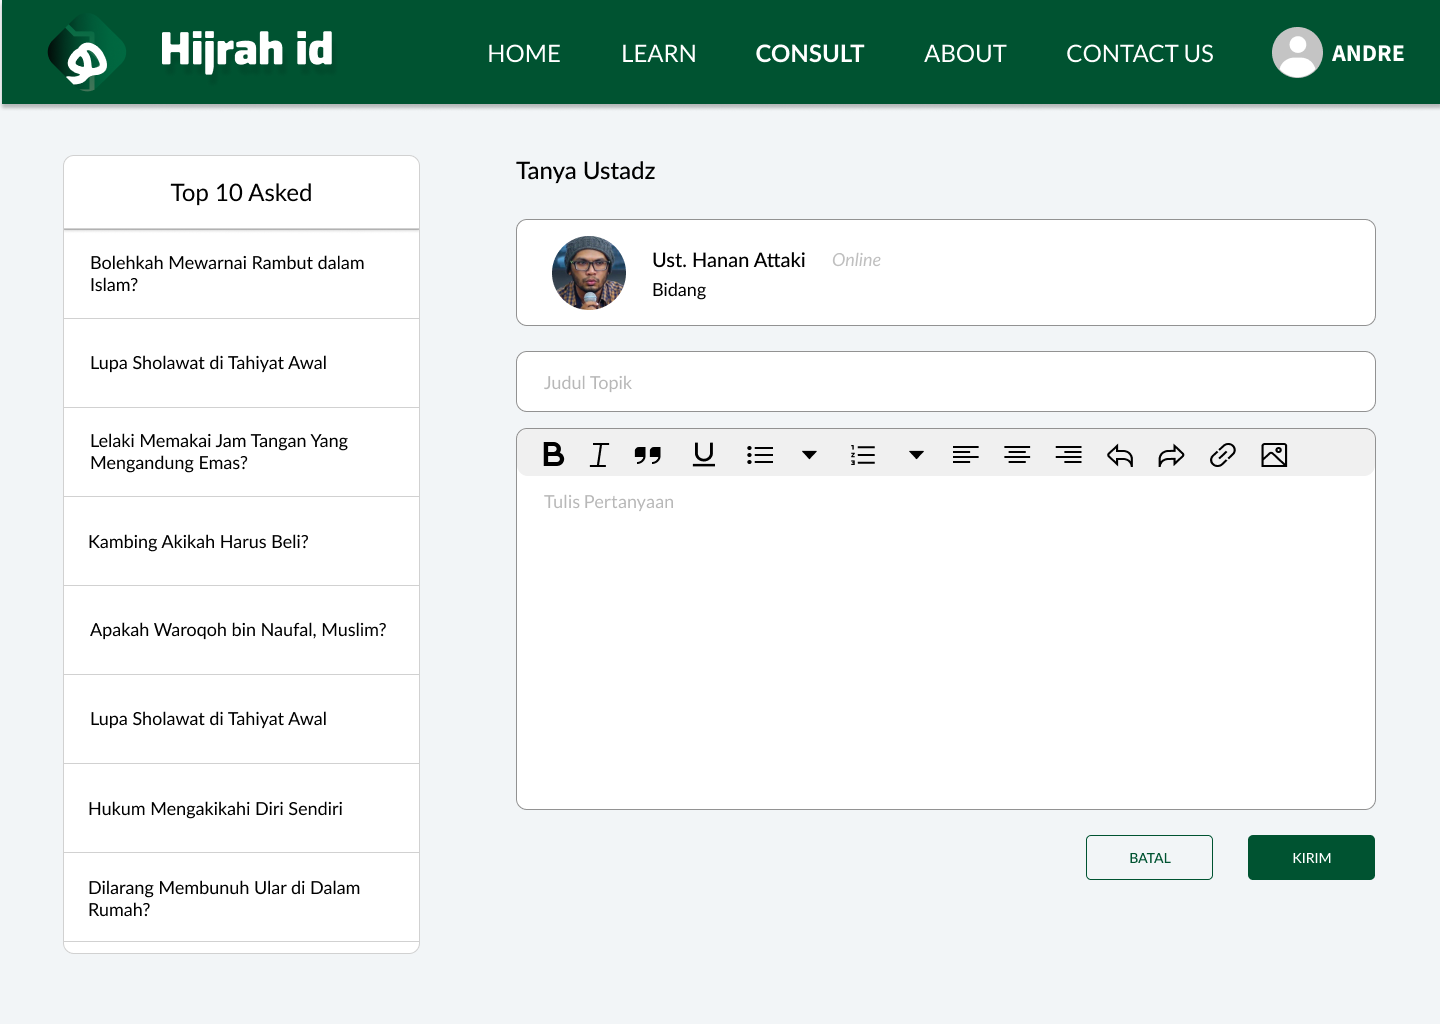 Hijrah id
HOME
LEARN
CONSULT
ABOUT
CONTACT US
ANDRE
Top 10 Asked
Bolehkah Mewarnai Rambut dalam
Islam?
Lupa Sholawat di Tahiyat Awal
Lelaki Memakai Jam Tangan Yang
Mengandung Emas?
Kambing Akikah Harus Beli?
Apakah Waroqoh bin Naufal, Muslim?
Lupa Sholawat di Tahiyat Awal
Hukum Mengakikahi Diri Sendiri
Dilarang Membunuh Ular di Dalam
Rumah?
Tanya Ustadz
Ust. Hanan Attaki Online
Bidang
Judul Topik
Tulis Pertanyaan
BATAL
KIRIM